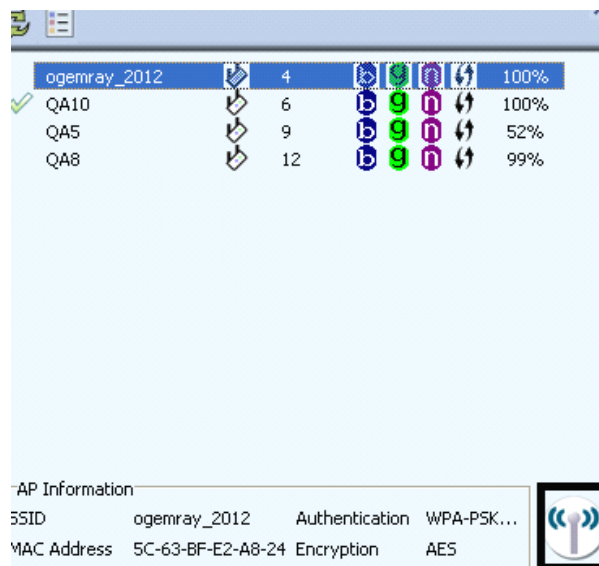 ogemray_2012 4 b g n 100%
QA10 6 b g n 100%
QA5 9 b g n 52%
QA8 12 b g n 99%
AP Information
SSID ogemray_2012 Authentication WPA-PSK...
MAC Address 5C-63-BF-E2-A8-24 Encryption AES